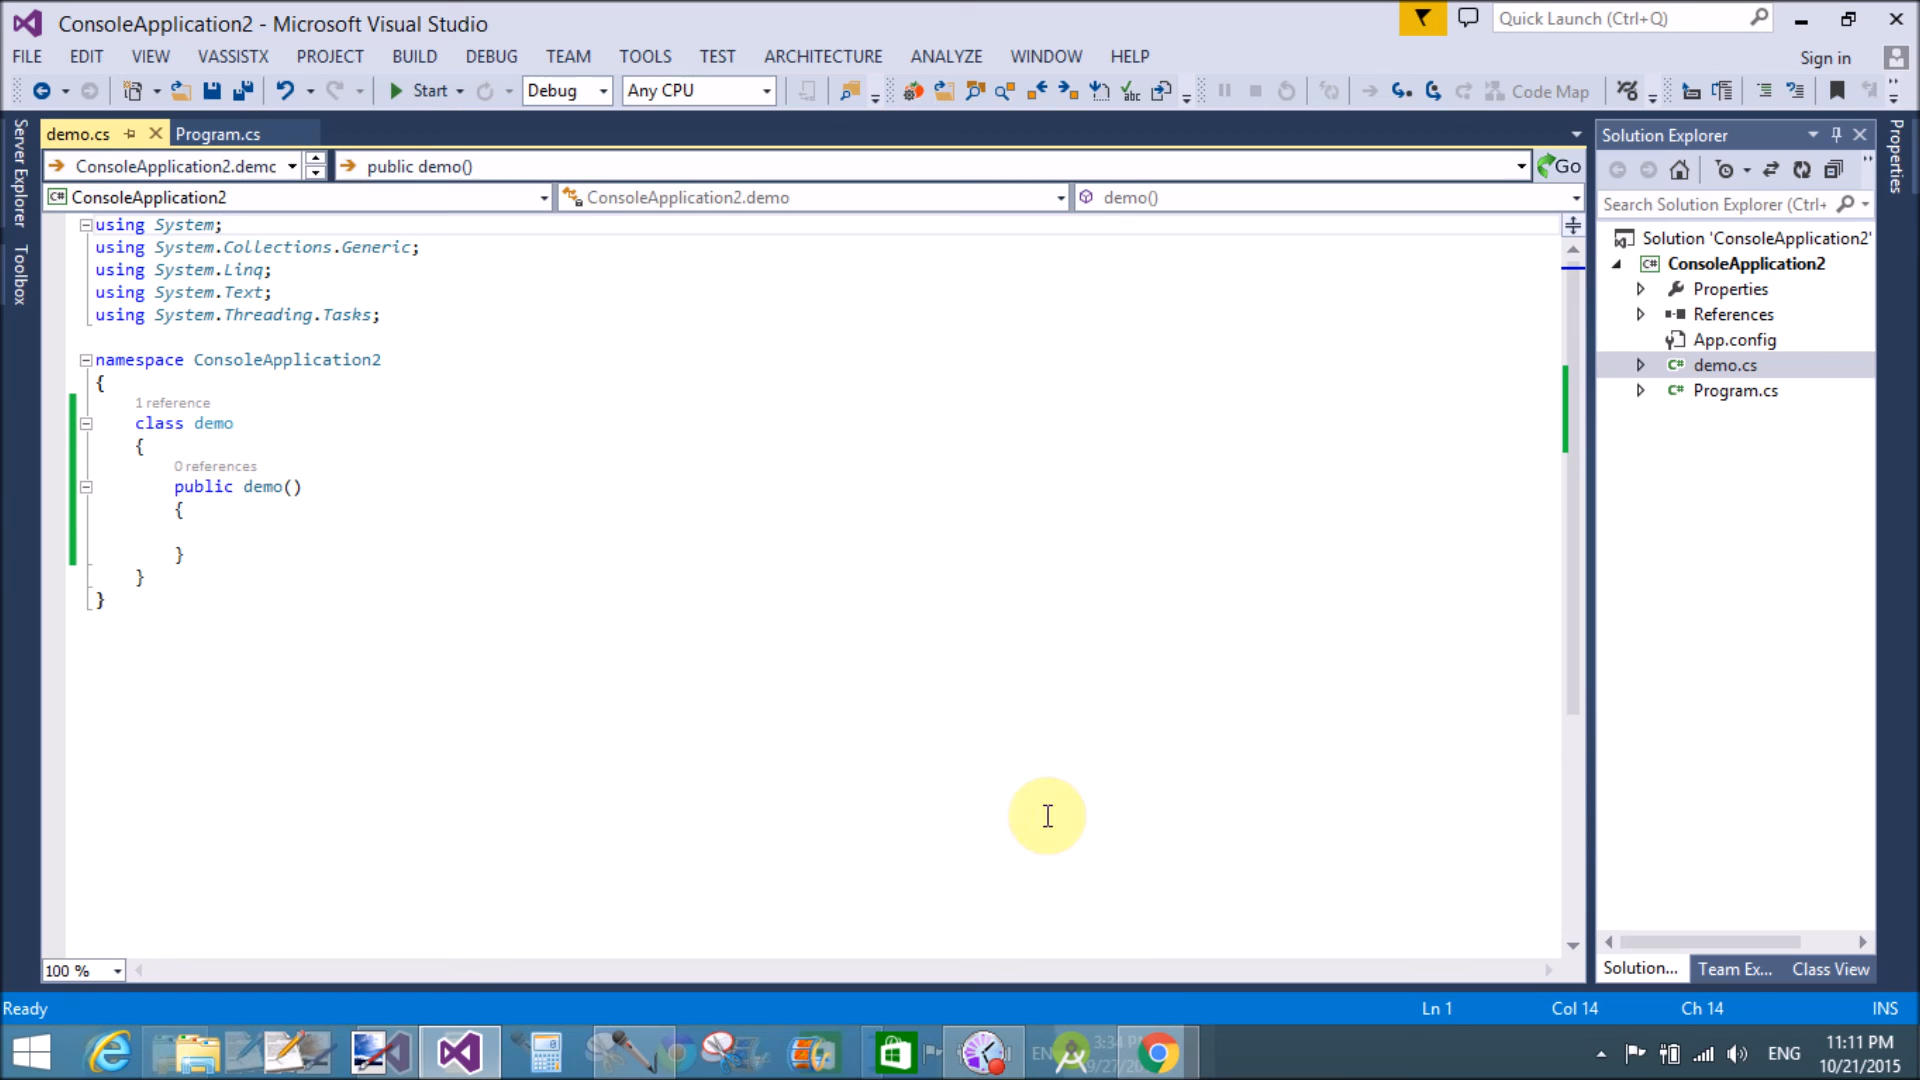 ConsoleApplication2 - Microsoft Visual Studio
Quick Launch (Ctrl+Q)
FILE EDIT VIEW VASSISTX PROJECT BUILD DEBUG TEAM TOOLS TEST ARCHITECTURE ANALYZE WINDOW HELP
Sign in
Start Debug Any CPU Code Map
Server Explorer
Toolbox
demo.cs Program.cs
ConsoleApplication2.demc public demo() Go
C# ConsoleApplication2 ConsoleApplication2.demo demo()
using System;
using System.Collections.Generic;
using System.Linq;
using System.Text;
using System.Threading.Tasks;
namespace ConsoleApplication2
{
1 reference
class demo
{
0 references
public demo()
{
}
}
}
100 %
Solution Explorer
Search Solution Explorer (Ctrl+
Solution 'ConsoleApplication2'
C# ConsoleApplication2
Properties
References
App.config
C# demo.cs
C# Program.cs
Solution... Team Ex... Class View
Properties
Ready
Ln 1 Col 14 Ch 14 INS
ENG
11:11 PM
10/21/2015